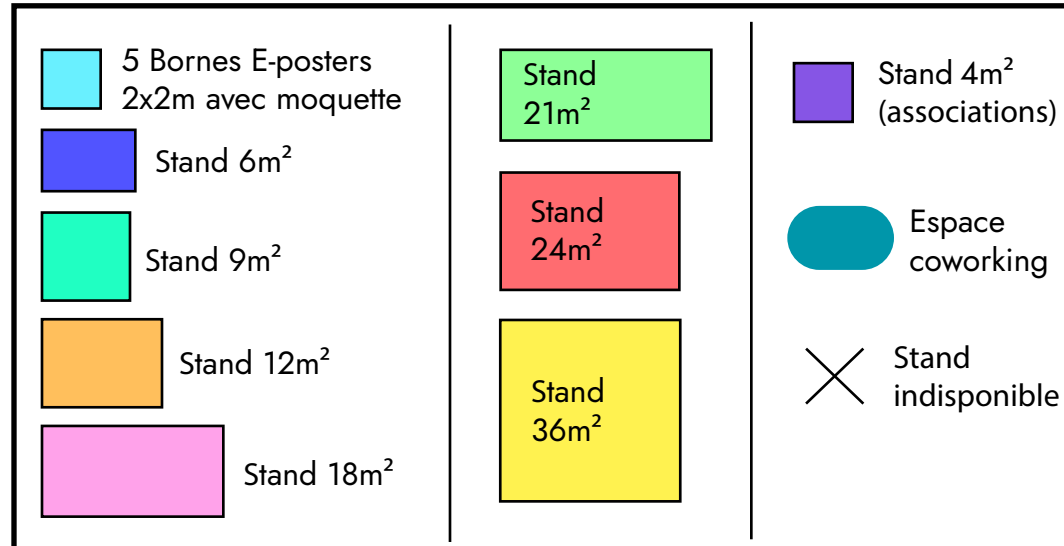 5 Bornes E-posters
2x2m avec moquette
Stand 6m²
Stand 9m²
Stand 12m²
Stand 18m²
Stand
21m²
Stand
24m²
Stand
36m²
Stand 4m²
(associations)
Espace
coworking
Stand
indisponible